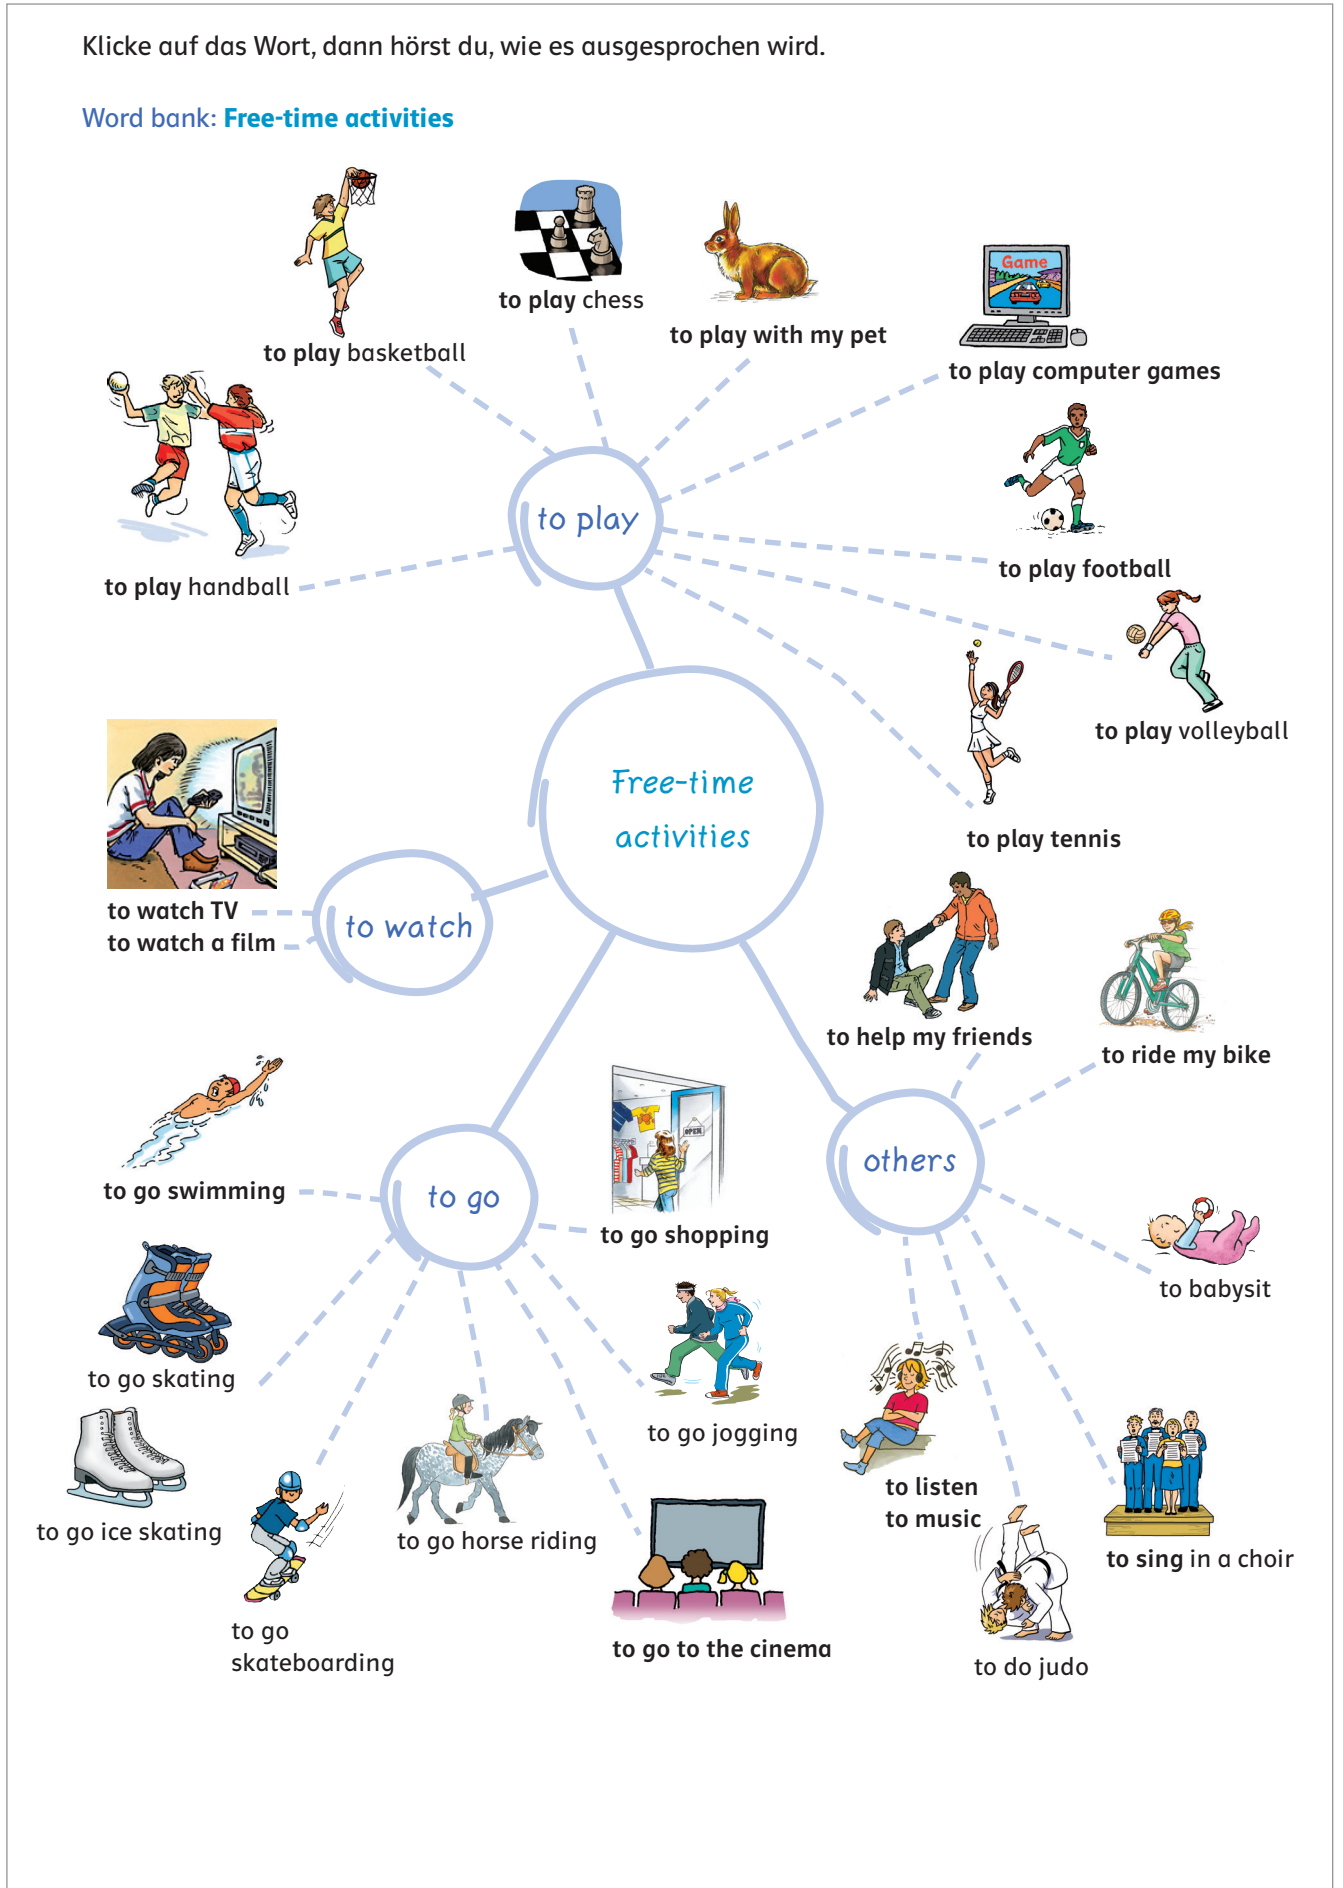 Klicke auf das Wort, dann hörst du, wie es ausgesprochen wird.
Word bank: Free-time activities
to play chess
to play with my pet
to play basketball
Game
to play computer games
to play
to play football
to play handball
to play volleyball
Free-time
activities
to play tennis
to watch TV
to watch a film
to watch
to help my friends
to ride my bike
OPEN
others
to go swimming
to go
to go shopping
to babysit
to go skating
to go jogging
to listen
to music
to go ice skating
to go horse riding
to sing in a choir
to go
skateboarding
to go to the cinema
to do judo